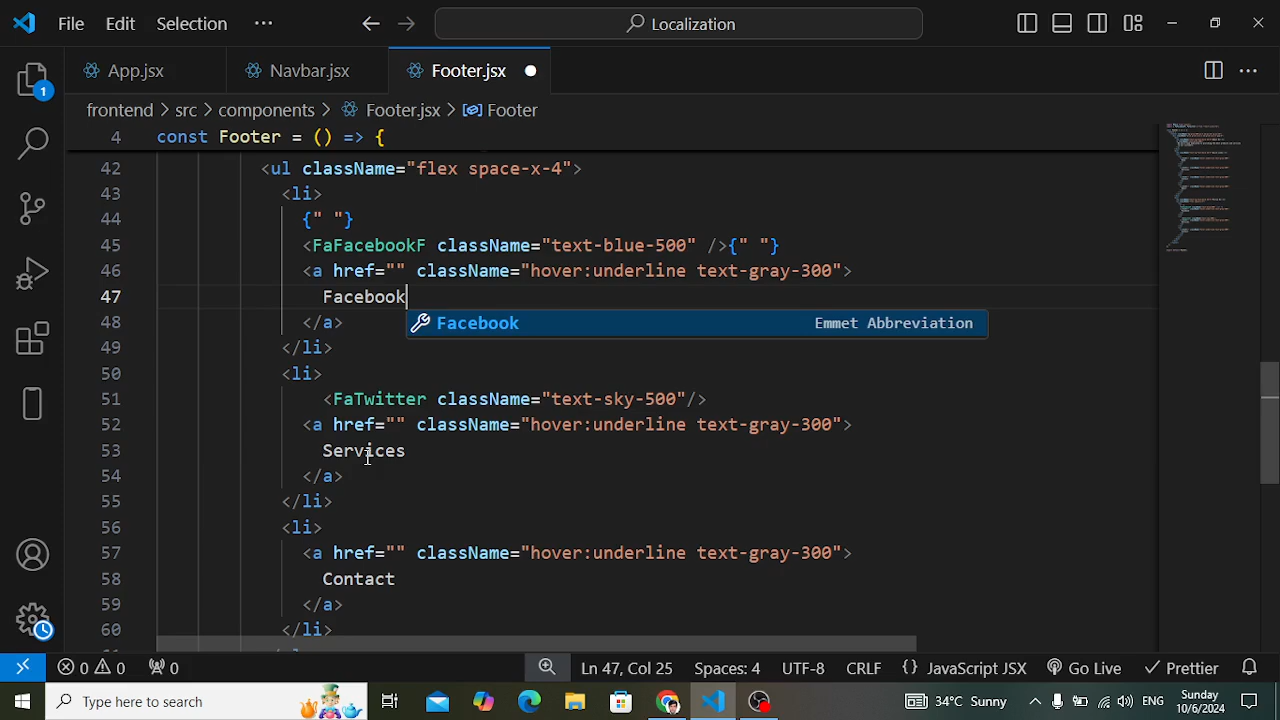 File Edit Selection ··· Localization
App.jsx Navbar.jsx Footer.jsx
frontend > src > components > Footer.jsx > Footer
4 const Footer = () => {
42 <ul className="flex space-x-4">
43 <li>
44 {" "}
45 <FaFacebookF className="text-blue-500" />{" "}
46 <a href="" className="hover:underline text-gray-300">
47 Facebook
Facebook Emmet Abbreviation
48 </a>
49 </li>
50 <li>
51 <FaTwitter className="text-sky-500"/>
52 <a href="" className="hover:underline text-gray-300">
53 Services
54 </a>
55 </li>
56 <li>
57 <a href="" className="hover:underline text-gray-300">
58 Contact
59 </a>
60 </li>
1
0 0 0 Ln 47, Col 25 Spaces: 4 UTF-8 CRLF {} JavaScript JSX Go Live Prettier
Type here to search 34°C Sunny ENG Sunday 10/6/2024